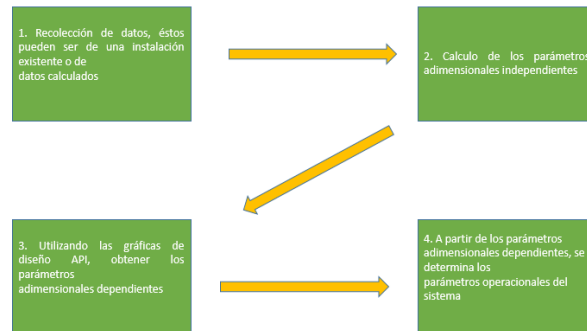 1. Recolección de datos, éstos
pueden ser de una instalación
existente o de
datos calculados
2. Calculo de los parámetros
adimensionales independientes
3. Utilizando las gráficas de
diseño API, obtener los
parámetros
adimensionales dependientes
4. A partir de los parámetros
adimensionales dependientes, se
determina los
parámetros operacionales del
sistema